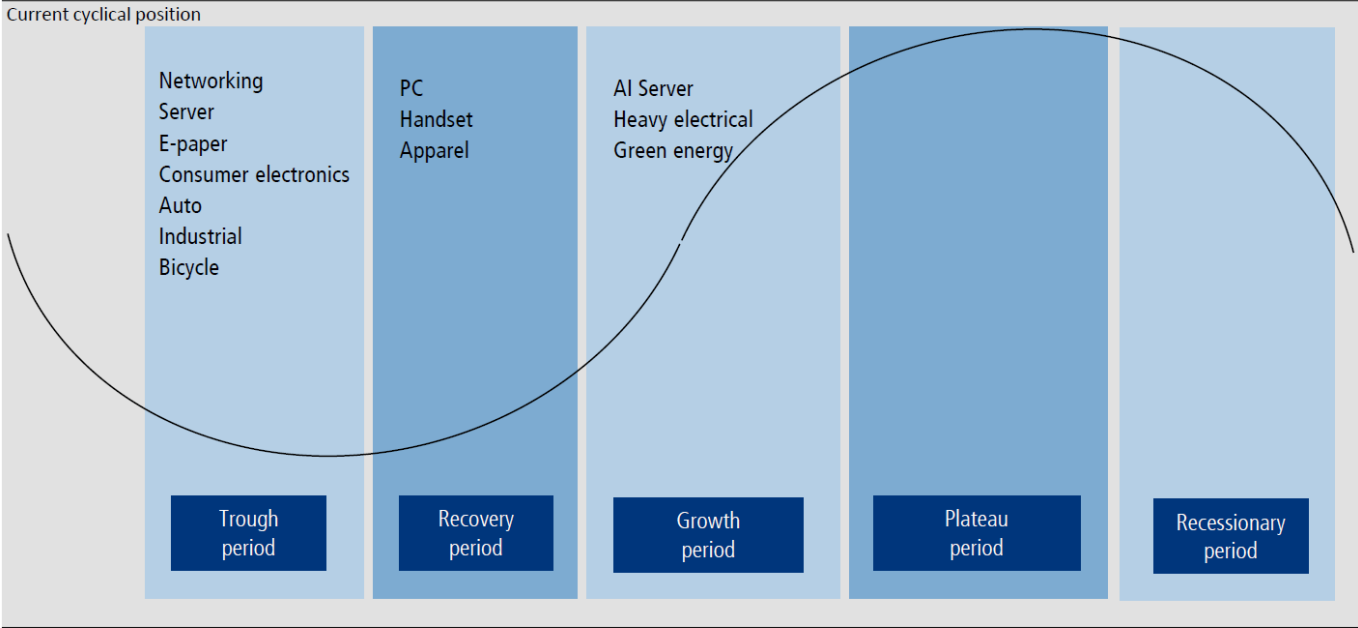 Current cyclical position
Networking
Server
E-paper
Consumer electronics
Auto
Industrial
Bicycle
PC
Handset
Apparel
AI Server
Heavy electrical
Green energy
Trough
period
Recovery
period
Growth
period
Plateau
period
Recessionary
period